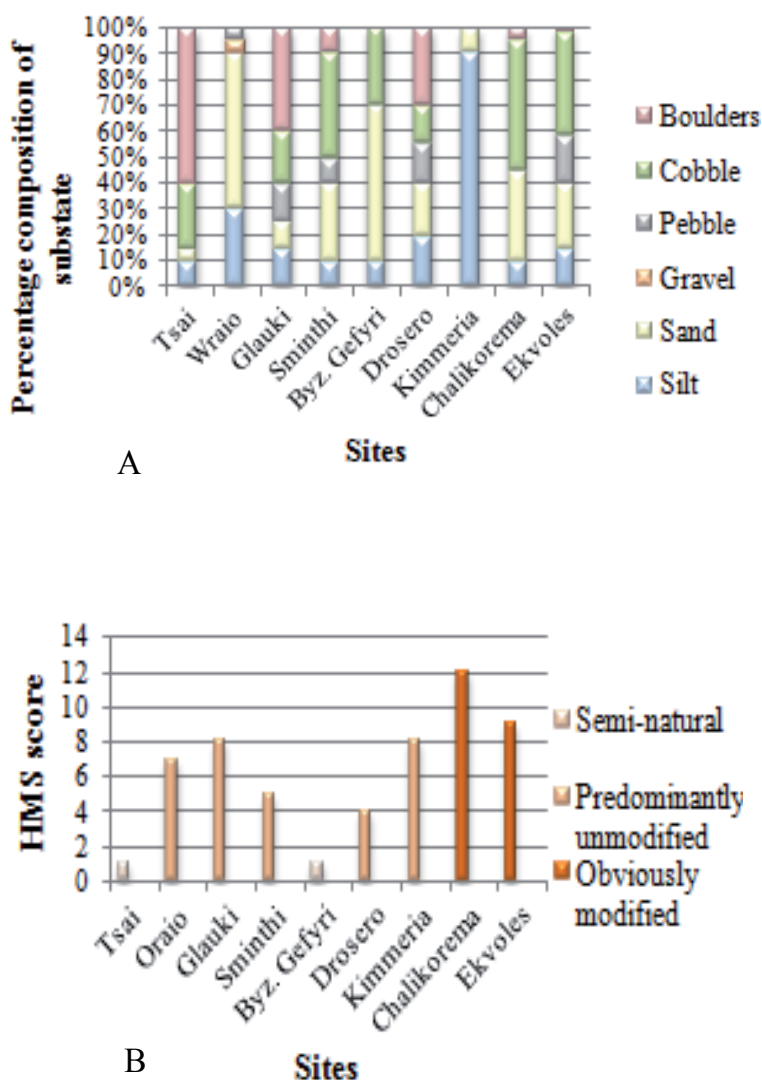 Percentage composition of
substate
100%
90%
80%
70%
60%
50%
40%
30%
20%
10%
0%
Tsai
Wraio
Glauki
Sminthi
Byz. Gefyri
Drosero
Kimmeria
Chalikorema
Ekvoles
Sites
Boulders
Cobble
Pebble
Gravel
Sand
Silt
A
HMS score
14
12
10
8
6
4
2
0
Tsai
Oraio
Glauki
Sminthi
Byz. Gefyri
Drosero
Kimmeria
Chalikorema
Ekvoles
Sites
Semi-natural
Predominantly
unmodified
Obviously
modified
B